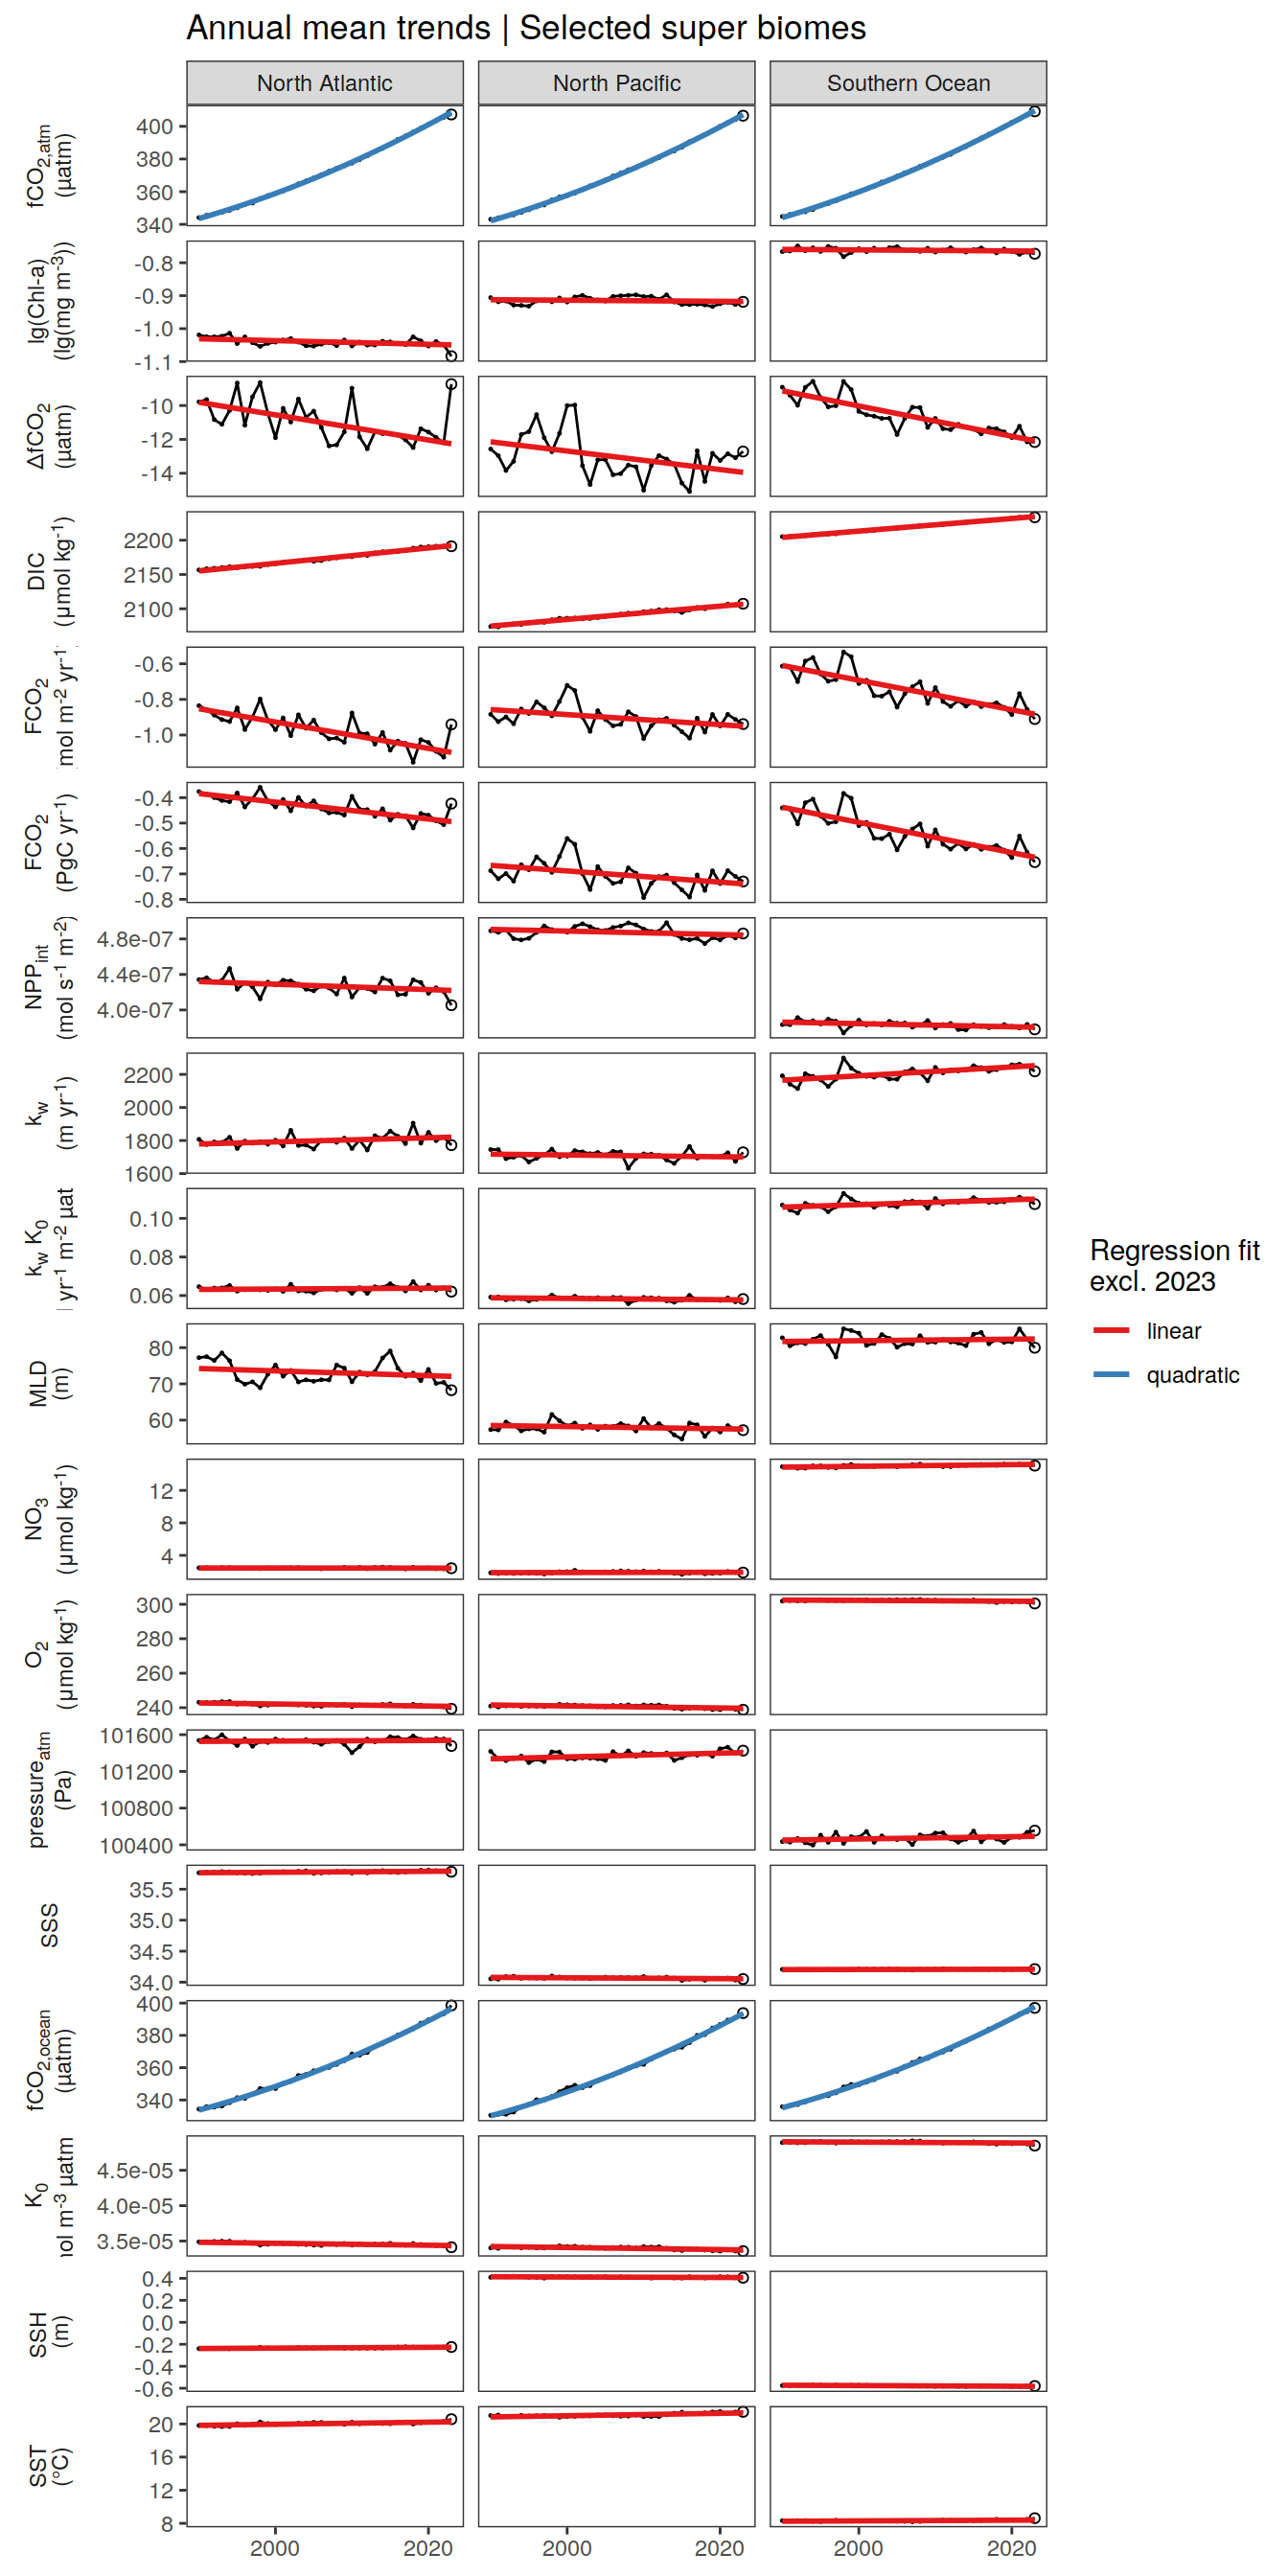 Annual mean trends | Selected super biomes
North Atlantic North Pacific Southern Ocean
fCO2,atm
(µatm)
400
380
360
340
lg(Chl-a)
(lg(mg m-3))
-0.8
-0.9
-1.0
-1.1
ΔfCO2
(µatm)
-10
-12
-14
DIC
(µmol kg-1)
2200
2150
2100
FCO2
mol m-2 yr-1
-0.6
-0.8
-1.0
FCO2
(PgC yr-1)
-0.4
-0.5
-0.6
-0.7
-0.8
NPPint
(mol s-1 m-2)
4.8e-07
4.4e-07
4.0e-07
kw
(m yr-1)
2200
2000
1800
1600
kw K0
yr-1 m-2 µat
0.10
0.08
0.06
MLD
(m)
80
70
60
NO3
(µmol kg-1)
12
8
4
O2
(µmol kg-1)
300
280
260
240
pressureatm
(Pa)
101600
101200
100800
100400
SSS
35.5
35.0
34.5
34.0
fCO2,ocean
(µatm)
400
380
360
340
K0
m-3 µatm
4.5e-05
4.0e-05
3.5e-05
SSH
(m)
0.4
0.2
0.0
-0.2
-0.4
-0.6
SST
(°C)
20
16
12
8
2000 2020 2000 2020 2000 2020
Regression fit
excl. 2023
linear
quadratic